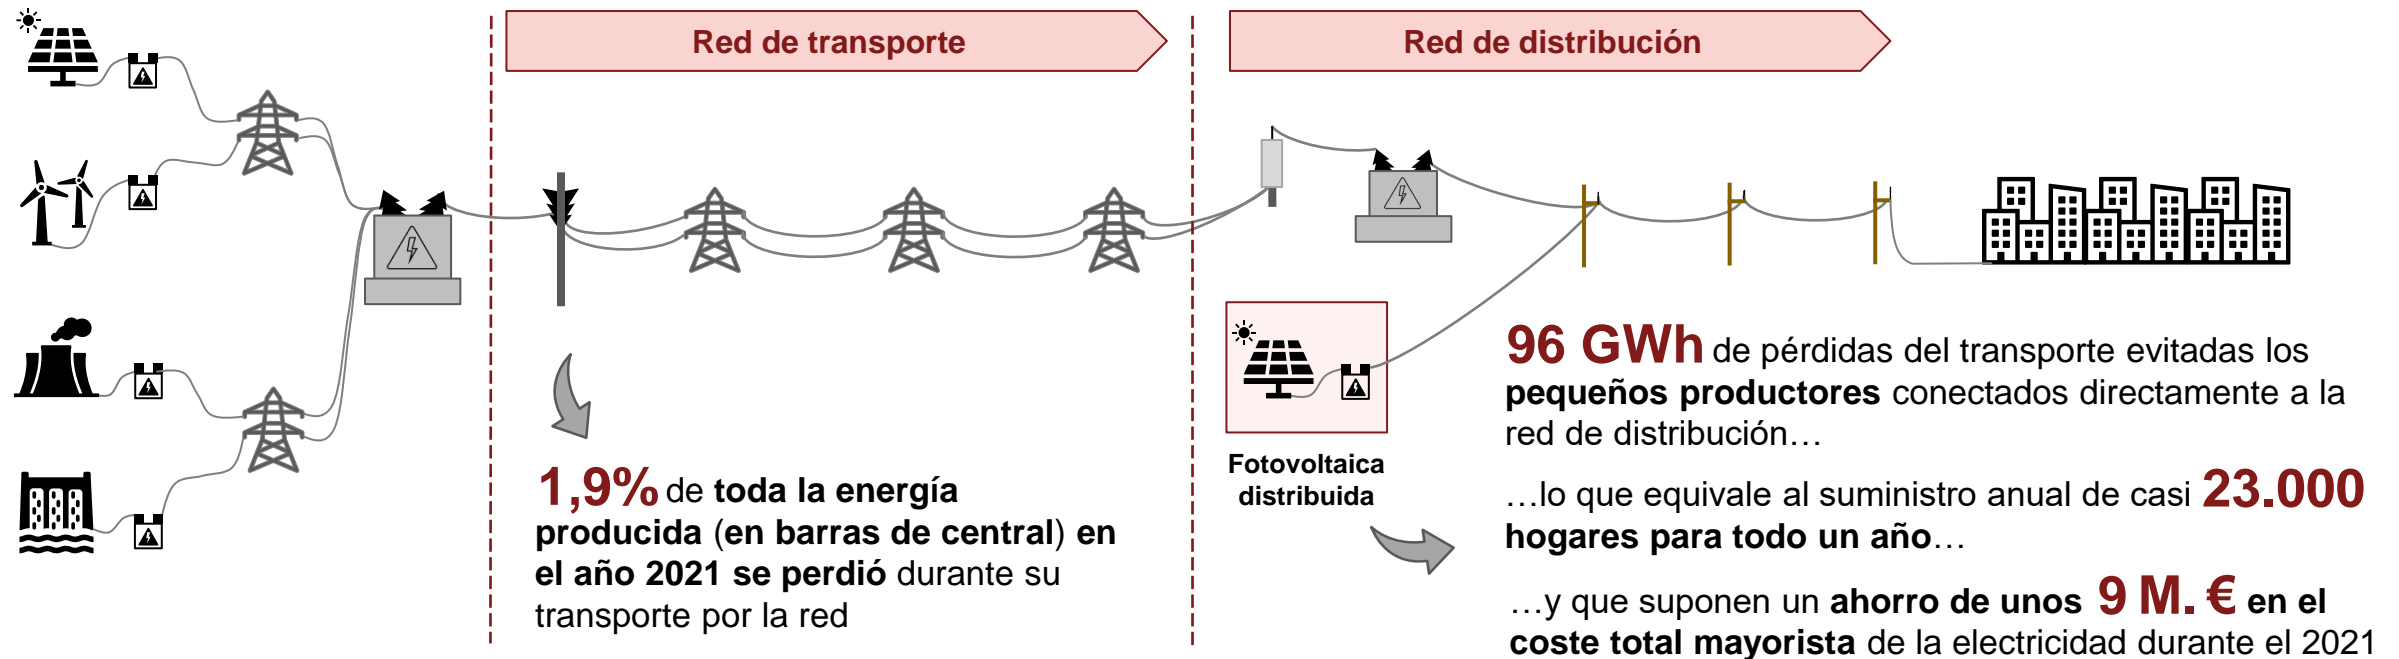 Red de transporte
Red de distribución
1,9% de toda la energía
producida (en barras de central) en
el año 2021 se perdió durante su
transporte por la red
Fotovoltaica
distribuida
96 GWh de pérdidas del transporte evitadas los
pequeños productores conectados directamente a la
red de distribución…
…lo que equivale al suministro anual de casi 23.000
hogares para todo un año…
…y que suponen un ahorro de unos 9 M. € en el
coste total mayorista de la electricidad durante el 2021